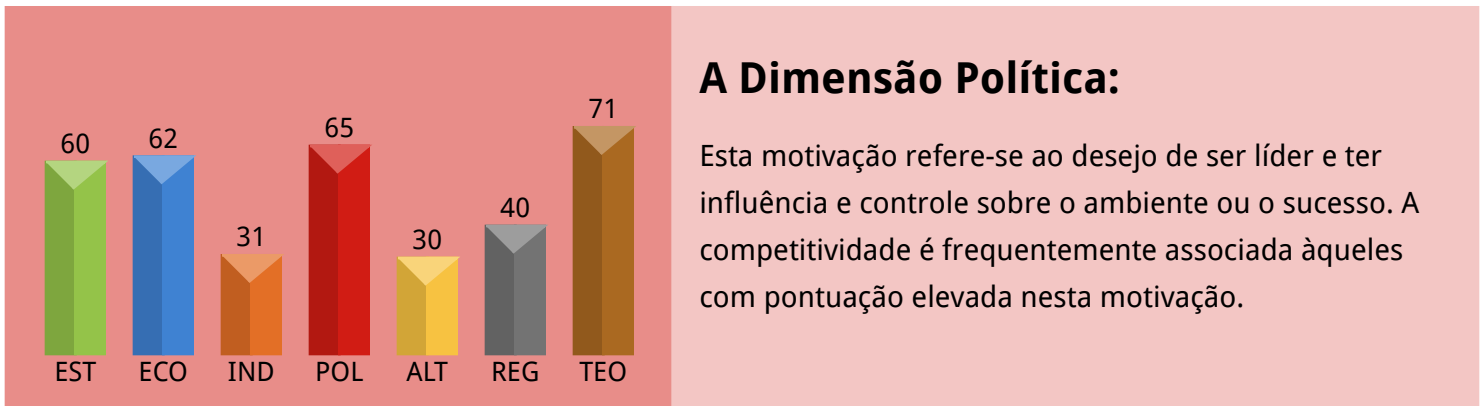 60
62
31
65
30
40
71
EST ECO IND POL ALT REG TEO
A Dimensão Política:
Esta motivação refere-se ao desejo de ser líder e ter
influência e controle sobre o ambiente ou o sucesso. A
competitividade é frequentemente associada àqueles
com pontuação elevada nesta motivação.